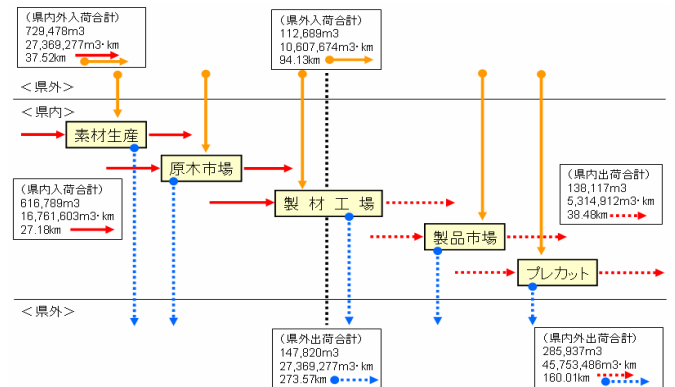 (県内外入荷合計)
729,478m3
27,369,277m3・km
37.52km
(県外入荷合計)
112,689m3
10,607,674m3・km
94.13km
<県外>
<県内>
素材生産
原木市場
(県内入荷合計)
616,789m3
16,761,603m3・km
27.18km
製材工場
(県内出荷合計)
138,117m3
5,314,912m3・km
38.48km
製品市場
プレカット
<県外>
(県外出荷合計)
147,820m3
27,369,277m3・km
273.57km
(県内外出荷合計)
285,937m3
45,753,486m3・km
160.01km